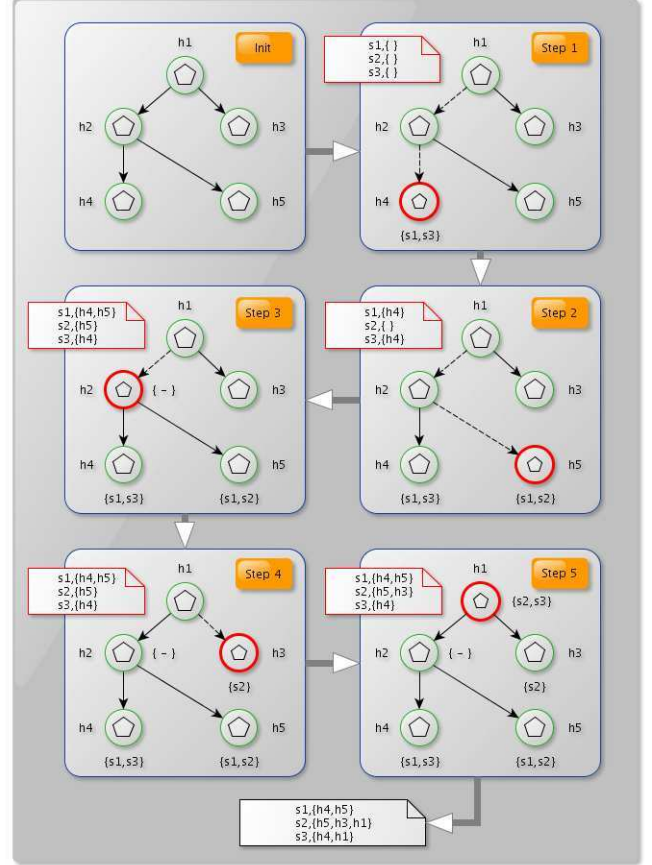 h1
Init
h2
h3
h4
h5
s1,{ }
s2,{ }
s3,{ }
h1
Step 1
h2
h3
h4
h5
{s1,s3}
s1,{h4,h5}
s2,{h5}
s3,{h4}
h1
Step 3
h2
{ - }
h3
h4
h5
{s1,s3}
{s1,s2}
s1,{h4}
s2,{ }
s3,{h4}
h1
Step 2
h2
h3
h4
h5
{s1,s3}
{s1,s2}
s1,{h4,h5}
s2,{h5}
s3,{h4}
h1
Step 4
h2
{ - }
h3
{s2}
h4
h5
{s1,s3}
{s1,s2}
s1,{h4,h5}
s2,{h5,h3}
s3,{h4}
h1
Step 5
{s2,s3}
h2
{ - }
h3
{s2}
h4
h5
{s1,s3}
{s1,s2}
s1,{h4,h5}
s2,{h5,h3,h1}
s3,{h4,h1}